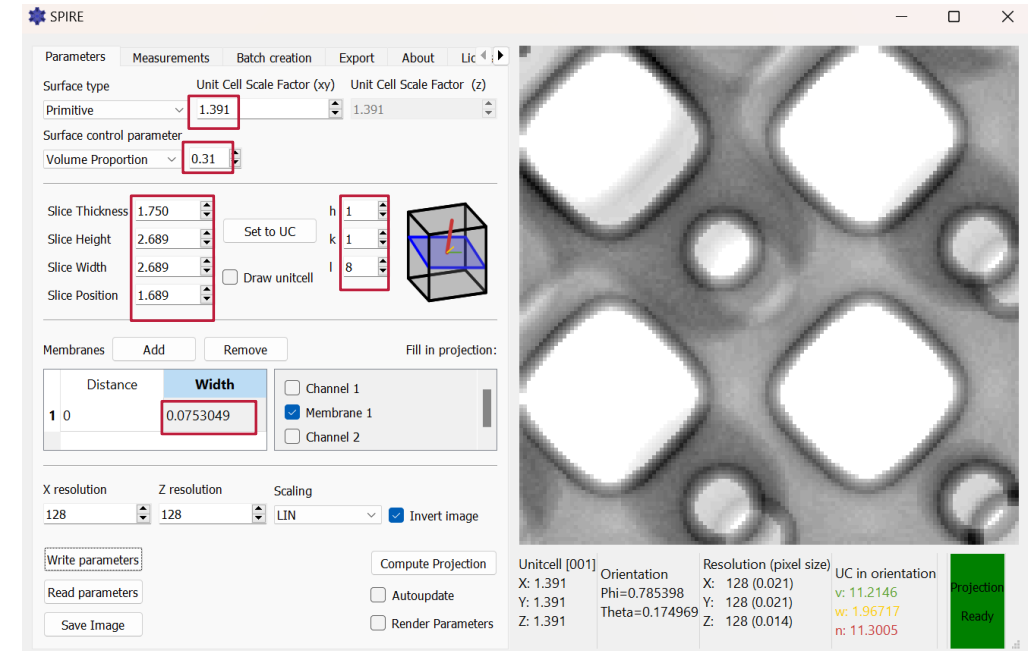 SPIRE
Parameters Measurements Batch creation Export About Lic
Surface type Unit Cell Scale Factor (xy) Unit Cell Scale Factor (z)
Primitive 1.391 1.391
Surface control parameter
Volume Proportion 0.31
Slice Thickness 1.750 h 1
Slice Height 2.689 Set to UC k 1
Slice Width 2.689 Draw unitcell l 8
Slice Position 1.689
Membranes Add Remove Fill in projection:
Distance Width Channel 1
1 0 0.0753049 Membrane 1
Channel 2
X resolution Z resolution Scaling
128 128 LIN Invert image
Write parameters Compute Projection
Read parameters Autoupdate
Save Image Render Parameters
Unitcell [001] Orientation Resolution (pixel size) UC in orientation Projection
X: 1.391 Phi=0.785398 X: 128 (0.021) v: 11.2146
Y: 1.391 Theta=0.174969 Y: 128 (0.021) w: 1.96717 Ready
Z: 1.391 Z: 128 (0.014) n: 11.3005